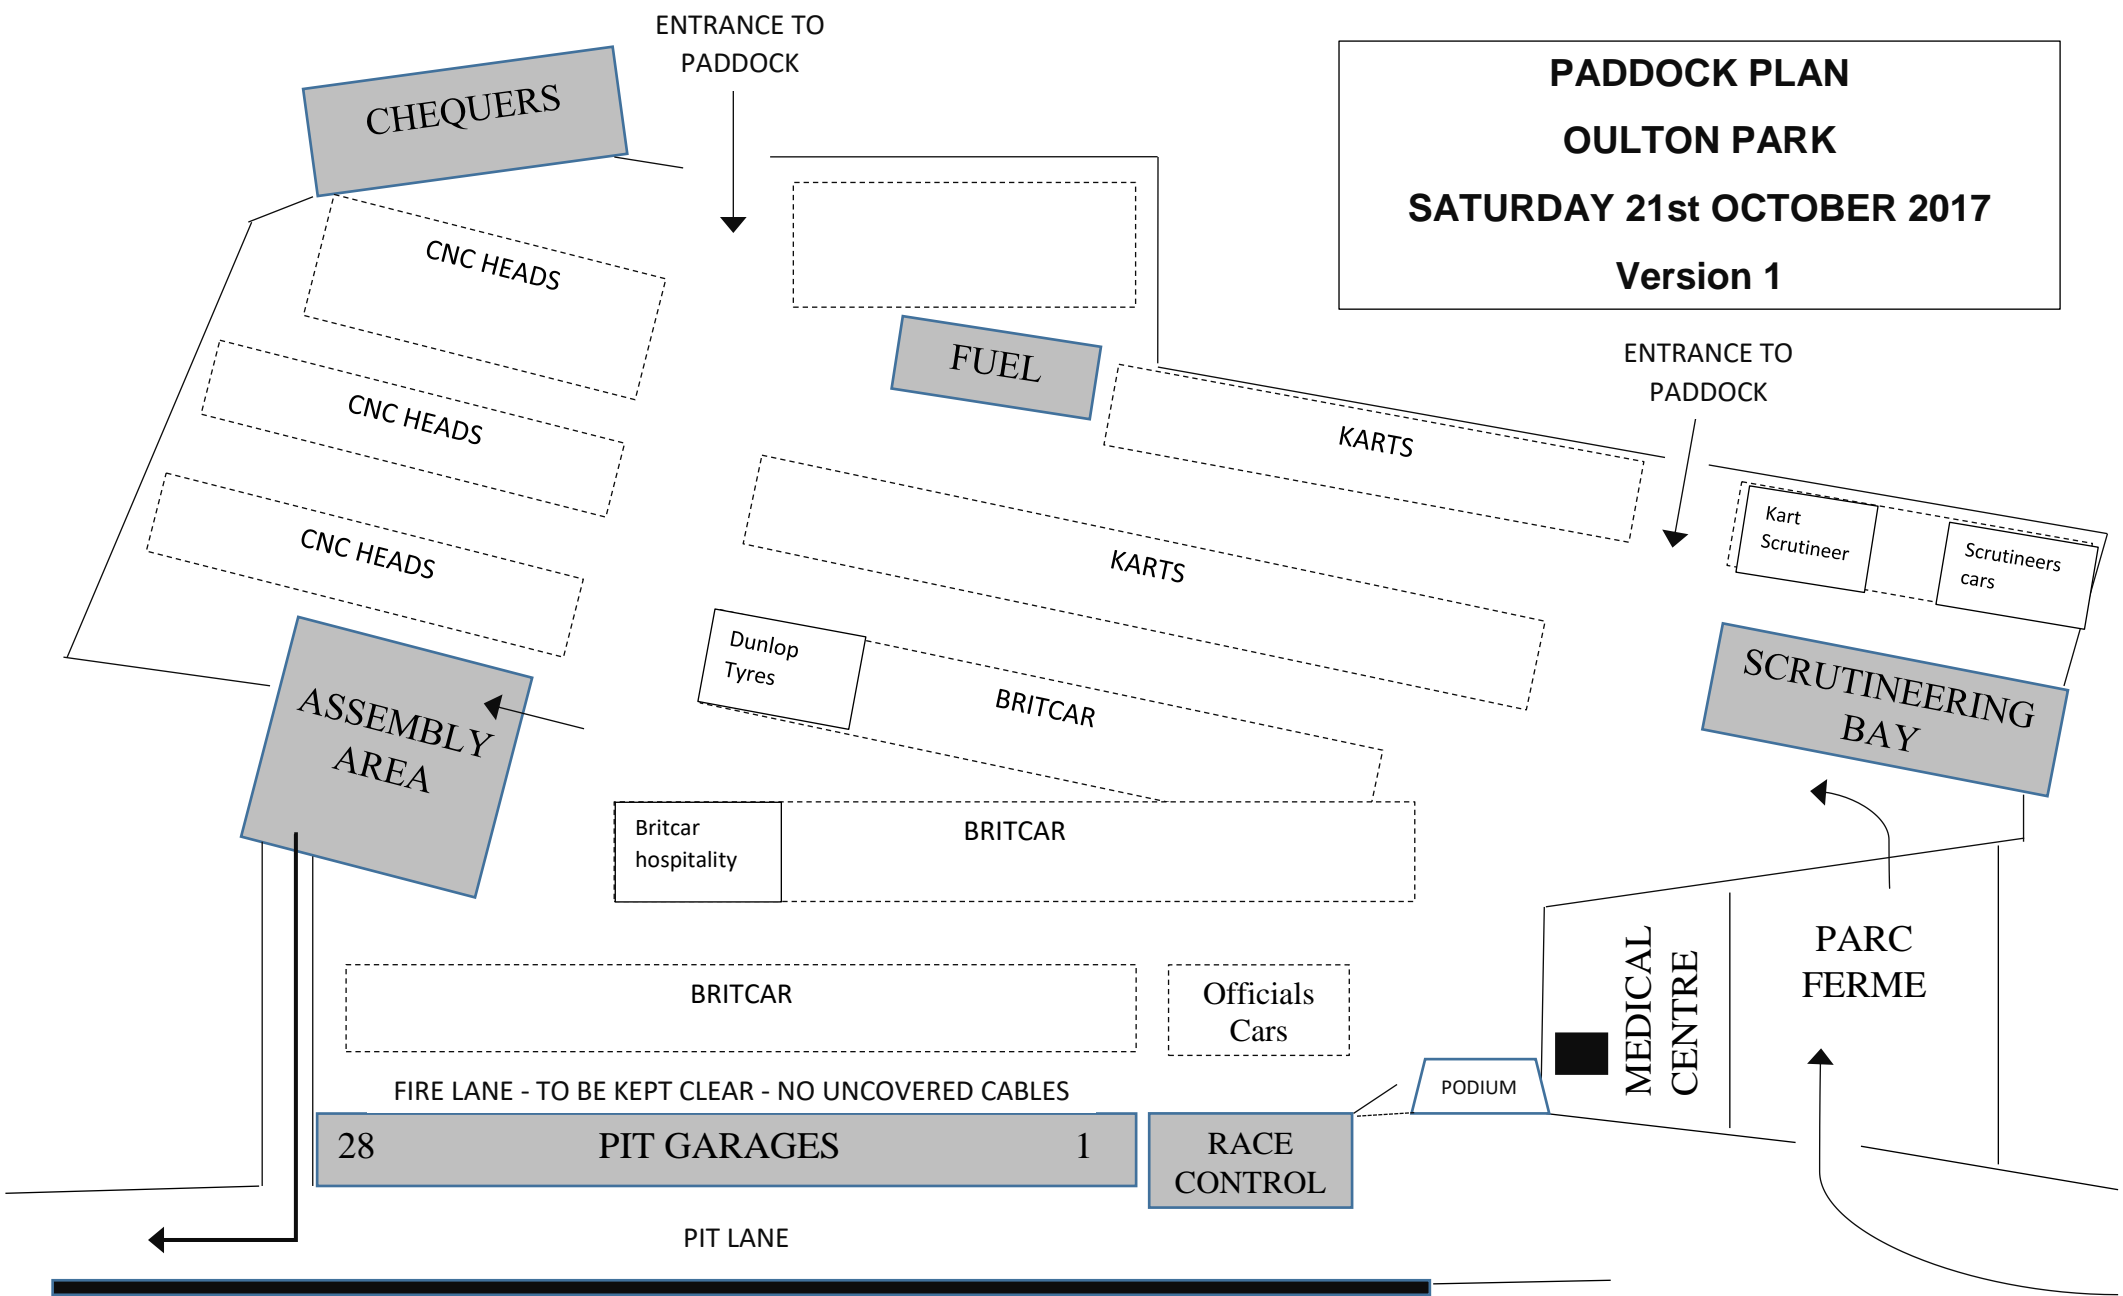 ENTRANCE TO
PADDOCK
PADDOCK PLAN
OULTON PARK
SATURDAY 21st OCTOBER 2017
Version 1
CHEQUERS
CNC HEADS
FUEL
ENTRANCE TO
PADDOCK
CNC HEADS
KARTS
Kart
Scrutineer
Scrutineers
cars
CNC HEADS
KARTS
Dunlop
Tyres
BRITCAR
SCRUTINEERING
BAY
ASSEMBLY
AREA
Britcar
hospitality
BRITCAR
MEDICAL
CENTRE
PARC
FERME
BRITCAR
Officials
Cars
FIRE LANE - TO BE KEPT CLEAR - NO UNCOVERED CABLES
PODIUM
28 PIT GARAGES 1
RACE
CONTROL
PIT LANE